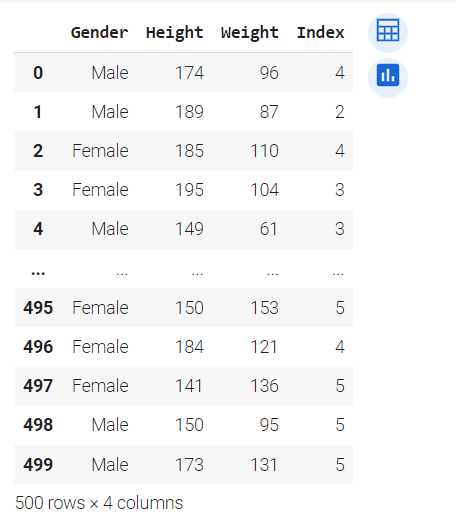 Gender Height Weight Index
0 Male 174 96 4
1 Male 189 87 2
2 Female 185 110 4
3 Female 195 104 3
4 Male 149 61 3
... ... ... ... ...
495 Female 150 153 5
496 Female 184 121 4
497 Female 141 136 5
498 Male 150 95 5
499 Male 173 131 5
500 rows × 4 columns